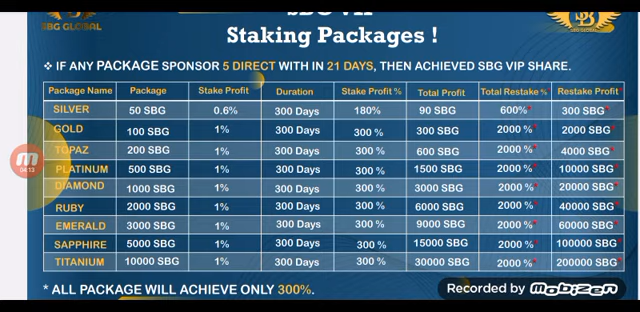 SBG VIP
SBG GLOBAL
Staking Packages !
IF ANY PACKAGE SPONSOR 5 DIRECT WITH IN 21 DAYS, THEN ACHIEVED SBG VIP SHARE.
Package Name Package Stake Profit Duration Stake Profit % Total Profit Total Restake % Restake Profit
SILVER 50 SBG 0.6% 300 Days 180% 90 SBG 600%* 300 SBG*
GOLD 100 SBG 1% 300 Days 300 % 300 SBG 2000 %* 2000 SBG*
TOPAZ 200 SBG 1% 300 Days 300 % 600 SBG 2000 %* 4000 SBG*
PLATINUM 500 SBG 1% 300 Days 300 % 1500 SBG 2000 %* 10000 SBG*
DIAMOND 1000 SBG 1% 300 Days 300 % 3000 SBG 2000 %* 20000 SBG*
RUBY 2000 SBG 1% 300 Days 300 % 6000 SBG 2000 %* 40000 SBG*
EMERALD 3000 SBG 1% 300 Days 300 % 9000 SBG 2000 %* 60000 SBG*
SAPPHIRE 5000 SBG 1% 300 Days 300 % 15000 SBG 2000 %* 100000 SBG*
TITANIUM 10000 SBG 1% 300 Days 300 % 30000 SBG 2000 %* 200000 SBG*
M
04:13
* ALL PACKAGE WILL ACHIEVE ONLY 300%.
Recorded by Mobizen